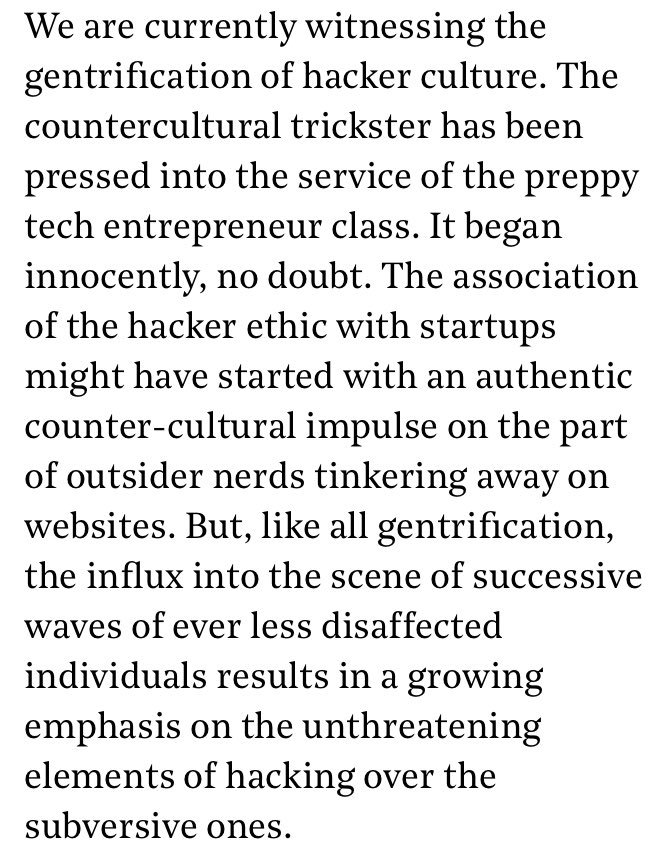 We are currently witnessing the
gentrification of hacker culture. The
countercultural trickster has been
pressed into the service of the preppy
tech entrepreneur class. It began
innocently, no doubt. The association
of the hacker ethic with startups
might have started with an authentic
counter-cultural impulse on the part
of outsider nerds tinkering away on
websites. But, like all gentrification,
the influx into the scene of successive
waves of ever less disaffected
individuals results in a growing
emphasis on the unthreatening
elements of hacking over the
subversive ones.